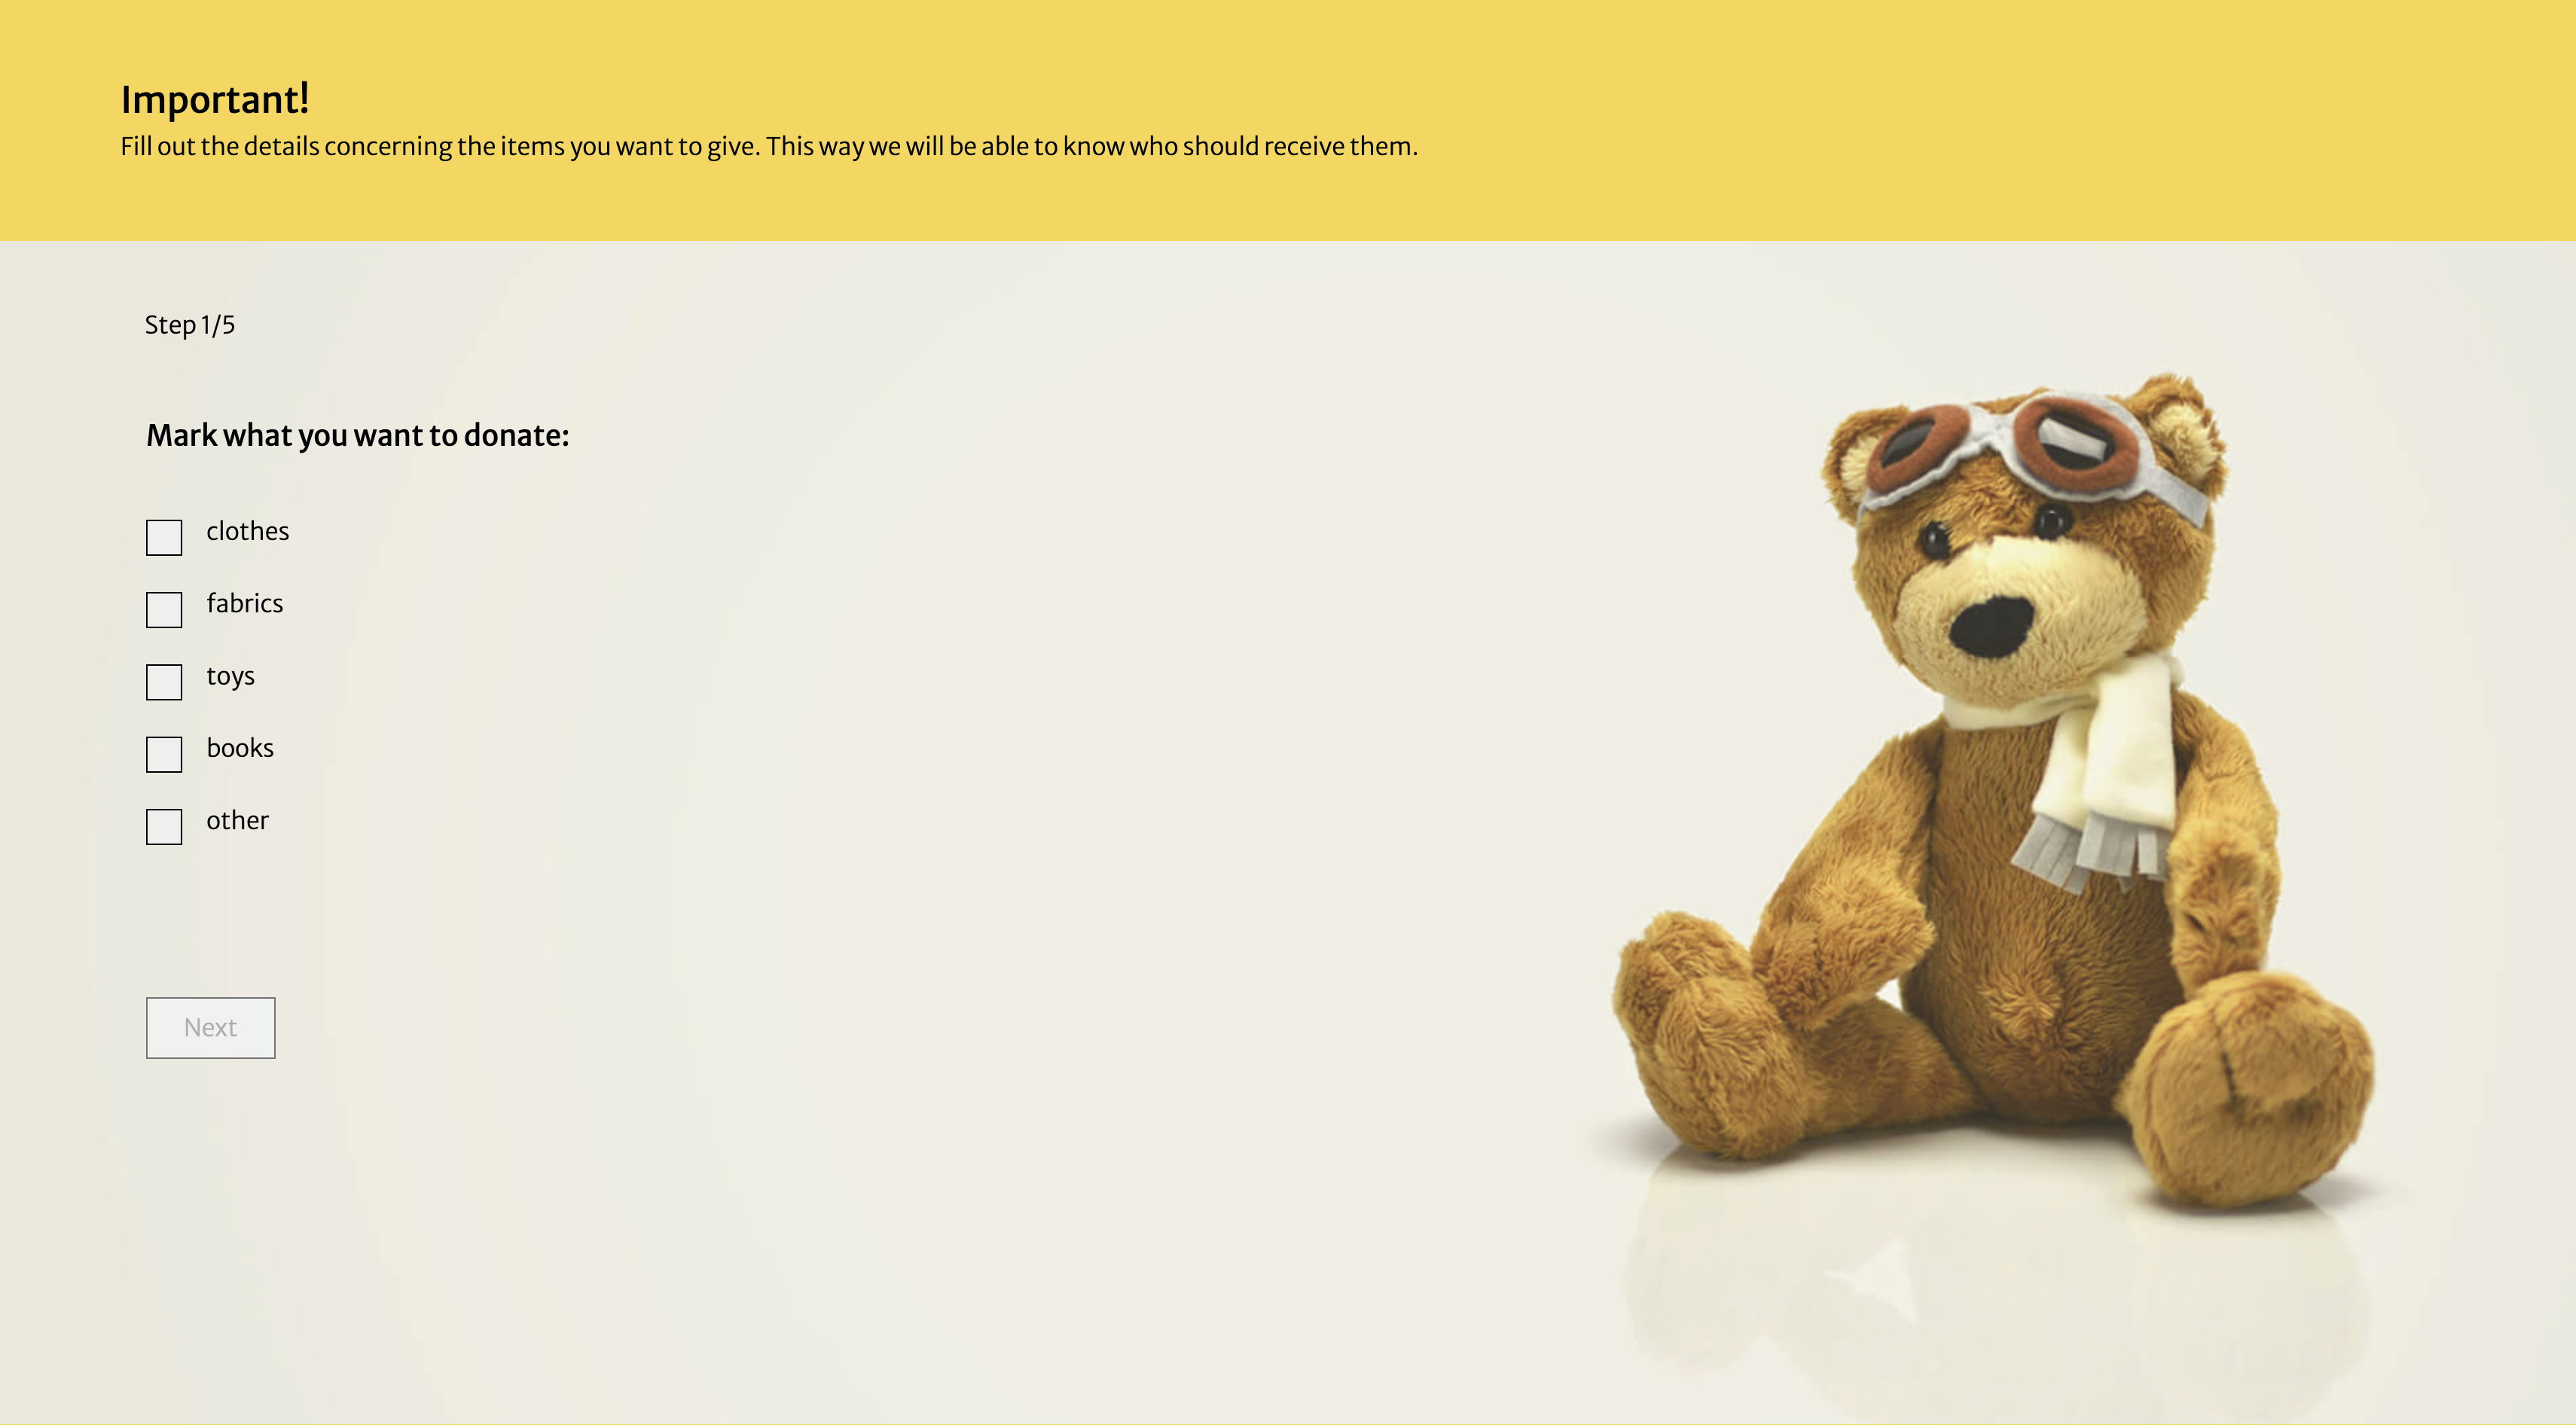 Important!
Fill out the details concerning the items you want to give. This way we will be able to know who should receive them.
Step 1/5
Mark what you want to donate:
clothes
fabrics
toys
books
other
Next